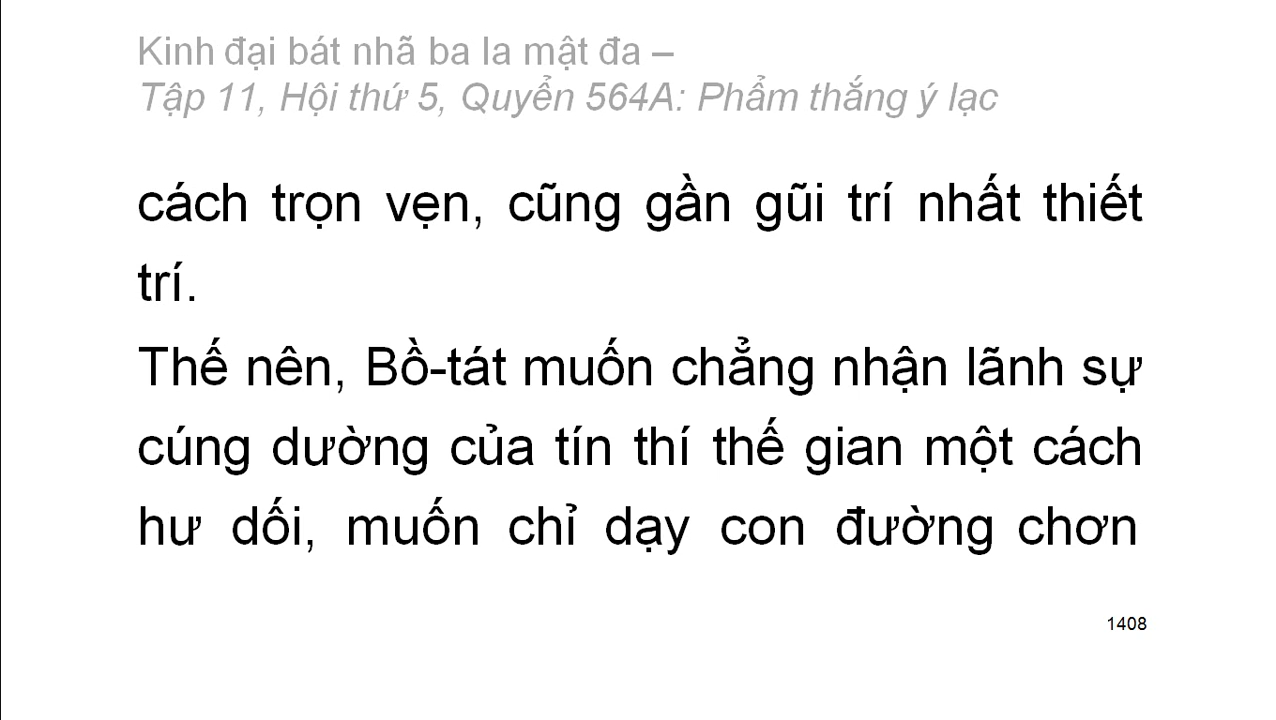 Kinh đại bát nhã ba la mật đa –
Tập 11, Hội thứ 5, Quyển 564A: Phẩm thắng ý lạc
cách trọn vẹn, cũng gần gũi trí nhất thiết
trí.
Thế nên, Bồ-tát muốn chẳng nhận lãnh sự
cúng dường của tín thí thế gian một cách
hư dối, muốn chỉ dạy con đường chơn
1408